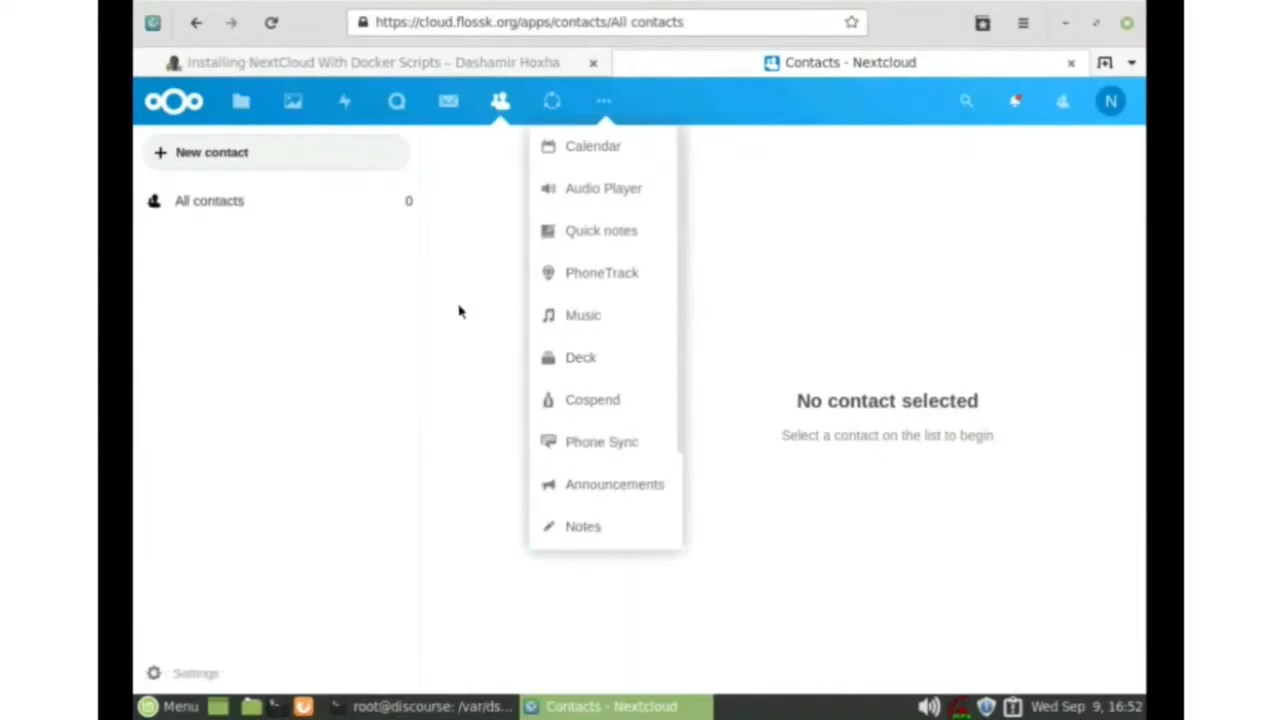 https://cloud.flossk.org/apps/contacts/All contacts
Installing NextCloud With Docker Scripts – Dashamir Hoxha
Contacts - Nextcloud
N
New contact
All contacts 0
Calendar
Audio Player
Quick notes
PhoneTrack
Music
Deck
Cospend
Phone Sync
Announcements
Notes
No contact selected
Select a contact on the list to begin
Settings
Menu
root@discourse: /var/ds...
Contacts - Nextcloud
Wed Sep 9, 16:52